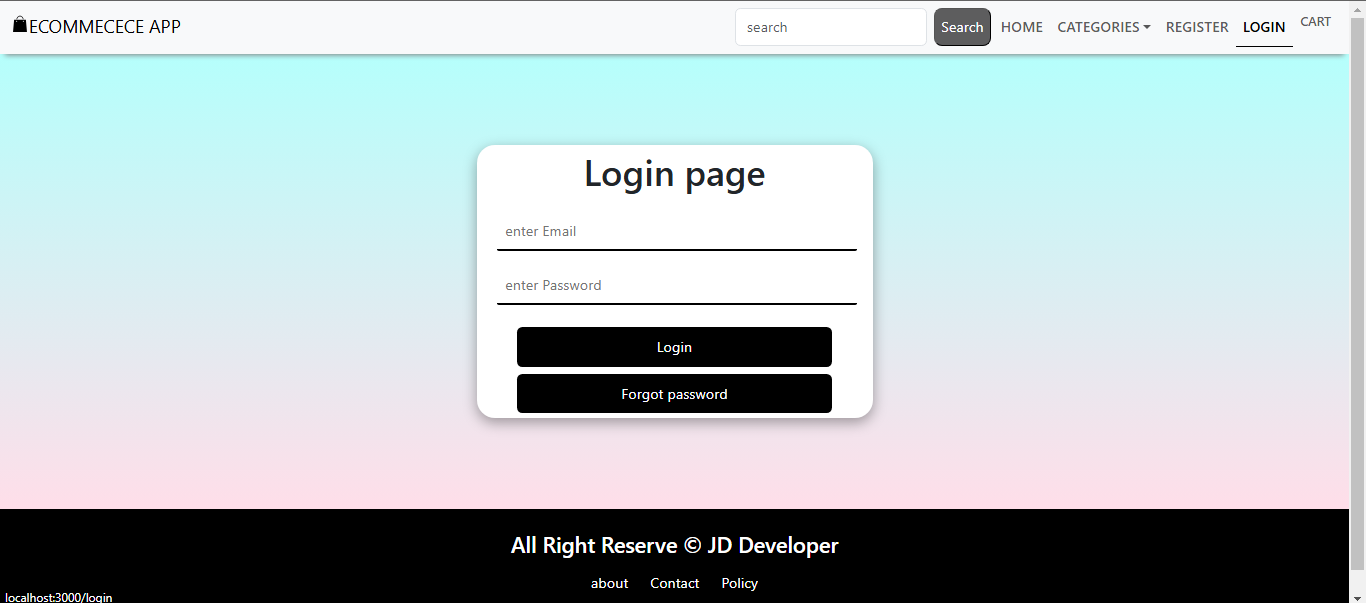 ECOMMECECE APP search Search HOME CATEGORIES REGISTER LOGIN CART
Login page
enter Email
enter Password
Login
Forgot password
All Right Reserve © JD Developer
about Contact Policy
localhost:3000/login